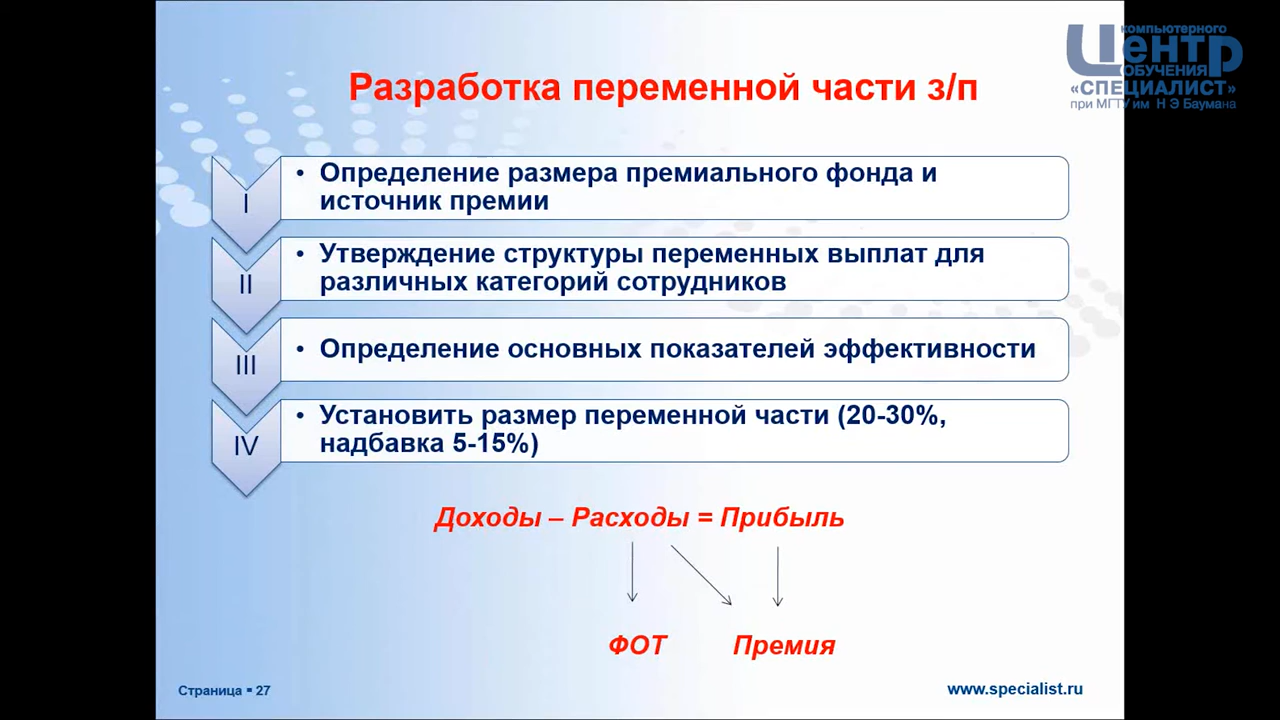 компьютерного
Центр
ОБУЧЕНИЯ
«СПЕЦИАЛИСТ»
при МГТУ им Н Э Баумана
Разработка переменной части з/п
I
• Определение размера премиального фонда и
источник премии
II
• Утверждение структуры переменных выплат для
различных категорий сотрудников
III
• Определение основных показателей эффективности
IV
• Установить размер переменной части (20-30%,
надбавка 5-15%)
Доходы – Расходы = Прибыль
ФОТ Премия
Страница ▪ 27
www.specialist.ru